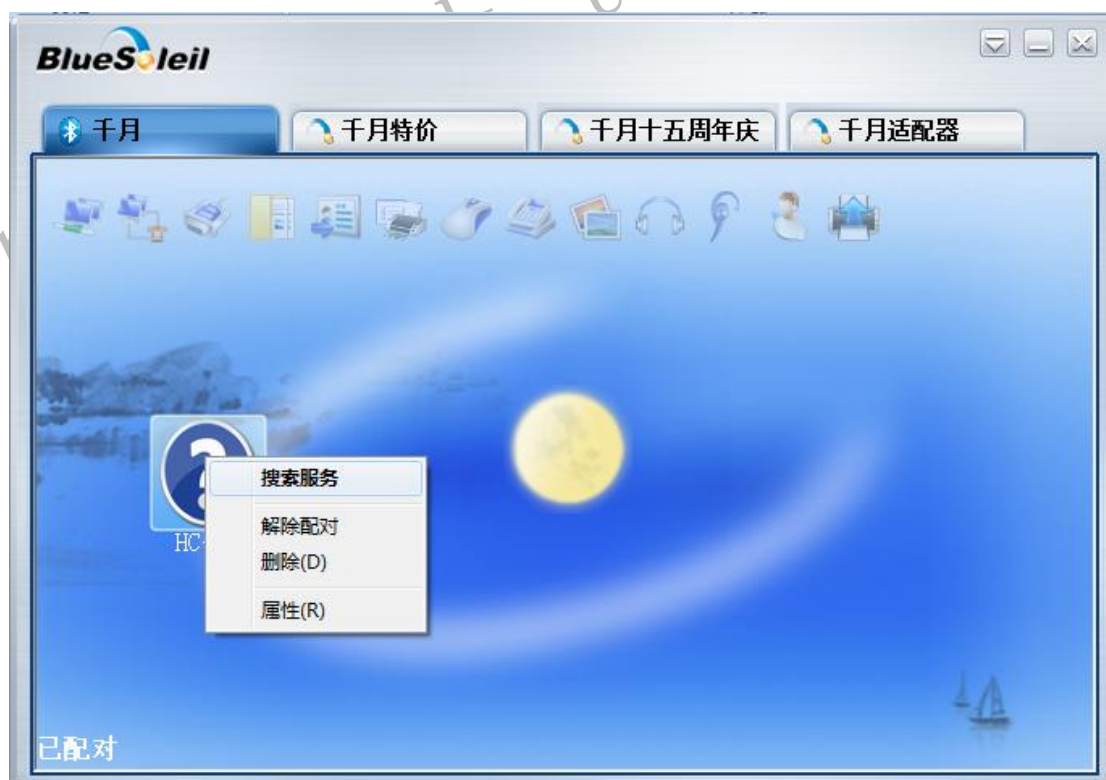 BlueSoleil
千月
千月特价
千月十五周年庆
千月适配器
搜索服务
HC-
解除配对
删除(D)
属性(R)
已配对